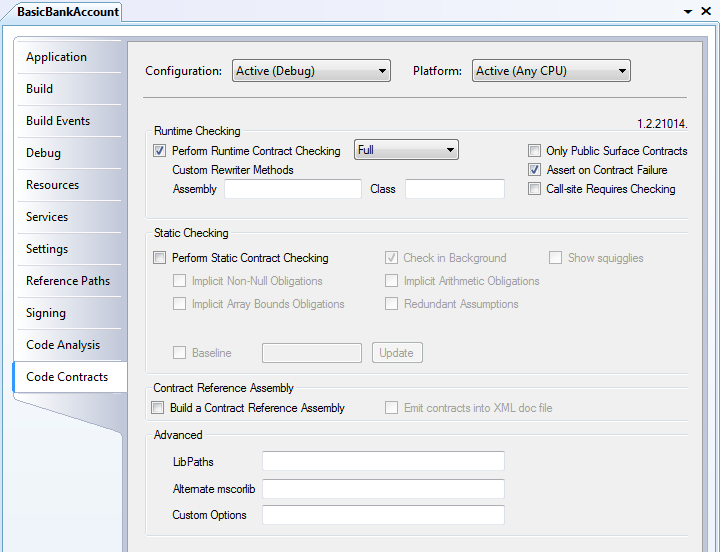 BasicBankAccount
Application
Build
Build Events
Debug
Resources
Services
Settings
Reference Paths
Signing
Code Analysis
Code Contracts
Configuration: Active (Debug) Platform: Active (Any CPU)
1.2.21014.
Runtime Checking
Perform Runtime Contract Checking Full Only Public Surface Contracts
Custom Rewriter Methods Assert on Contract Failure
Assembly Class Call-site Requires Checking
Static Checking
Perform Static Contract Checking Check in Background Show squigglies
Implicit Non-Null Obligations Implicit Arithmetic Obligations
Implicit Array Bounds Obligations Redundant Assumptions
Baseline Update
Contract Reference Assembly
Build a Contract Reference Assembly Emit contracts into XML doc file
Advanced
LibPaths
Alternate mscorlib
Custom Options